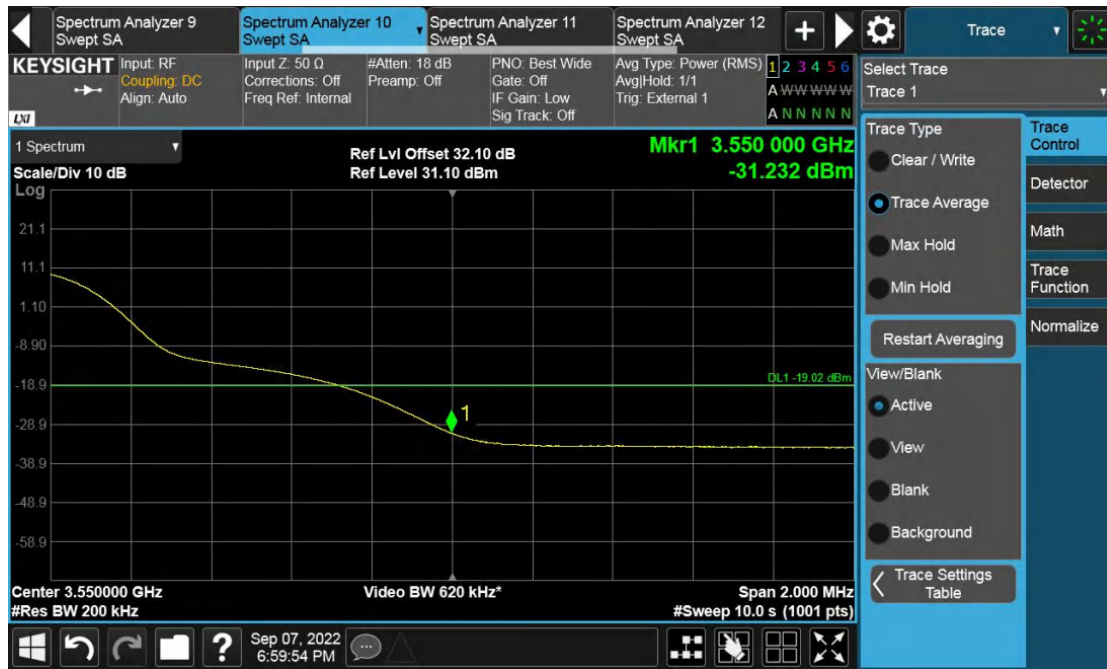 Spectrum Analyzer 9
Swept SA
Spectrum Analyzer 10
Swept SA
Spectrum Analyzer 11
Swept SA
Spectrum Analyzer 12
Swept SA
+
Trace
KEYSIGHT
LXI
Input: RF
Coupling: DC
Align: Auto
Input Z: 50 Ω
Corrections: Off
Freq Ref: Internal
#Atten: 18 dB
Preamp: Off
PNO: Best Wide
Gate: Off
IF Gain: Low
Sig Track: Off
Avg Type: Power (RMS)
Avg|Hold: 1/1
Trig: External 1
1 2 3 4 5 6
A W W W W W
A N N N N N
Select Trace
Trace 1
1 Spectrum
Scale/Div 10 dB
Log
Ref Lvl Offset 32.10 dB
Ref Level 31.10 dBm
Mkr1 3.550 000 GHz
-31.232 dBm
21.1
11.1
1.10
-8.90
-18.9
-28.9
-38.9
-48.9
-58.9
DL1 -19.02 dBm
1
Center 3.550000 GHz
#Res BW 200 kHz
Video BW 620 kHz*
Span 2.000 MHz
#Sweep 10.0 s (1001 pts)
Trace Type
Clear / Write
Trace Average
Max Hold
Min Hold
Restart Averaging
View/Blank
Active
View
Blank
Background
Trace Settings
Table
Trace
Control
Detector
Math
Trace
Function
Normalize
?
Sep 07, 2022
6:59:54 PM